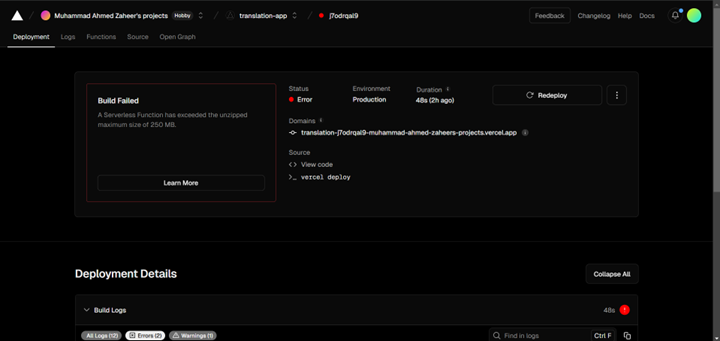 Muhammad Ahmed Zaheer's projects Hobby translation-app j7odrqal9 Feedback Changelog Help Docs
Deployment Logs Functions Source Open Graph
Build Failed
A Serverless Function has exceeded the unzipped
maximum size of 250 MB.
Learn More
Status Environment Duration
Error Production 48s (2h ago)
Redeploy
Domains
translation-j7odrqal9-muhammad-ahmed-zaheers-projects.vercel.app
Source
View code
vercel deploy
Deployment Details
Collapse All
Build Logs 48s
All Logs (12) Errors (2) Warnings (1) Find in logs Ctrl F